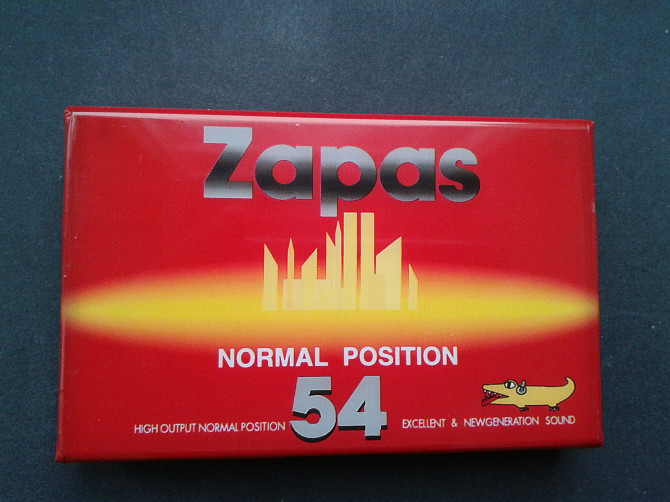 Zapas
NORMAL POSITION
54
HIGH OUTPUT NORMAL POSITION
EXCELLENT & NEWGENERATION SOUND